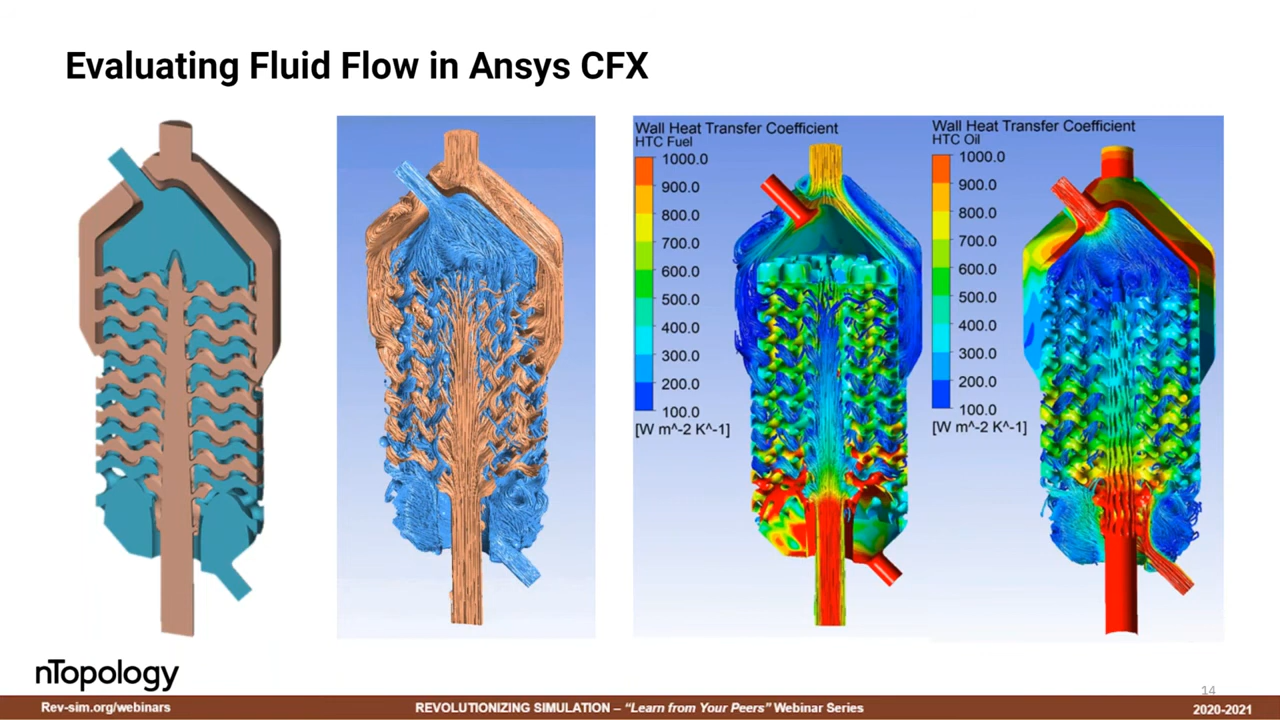 Evaluating Fluid Flow in Ansys CFX
Wall Heat Transfer Coefficient
HTC Fuel
1000.0
900.0
800.0
700.0
600.0
500.0
400.0
300.0
200.0
100.0
[W m^-2 K^-1]
Wall Heat Transfer Coefficient
HTC Oil
1000.0
900.0
800.0
700.0
600.0
500.0
400.0
300.0
200.0
100.0
[W m^-2 K^-1]
nTopology
14
Rev-sim.org/webinars
REVOLUTIONIZING SIMULATION – “Learn from Your Peers” Webinar Series
2020-2021